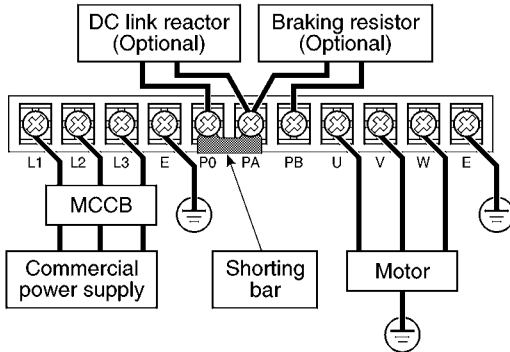 DC link reactor
(Optional)
Braking resistor
(Optional)
L1 L2 L3 E P0 PA PB U V W E
MCCB
Commercial
power supply
Shorting
bar
Motor